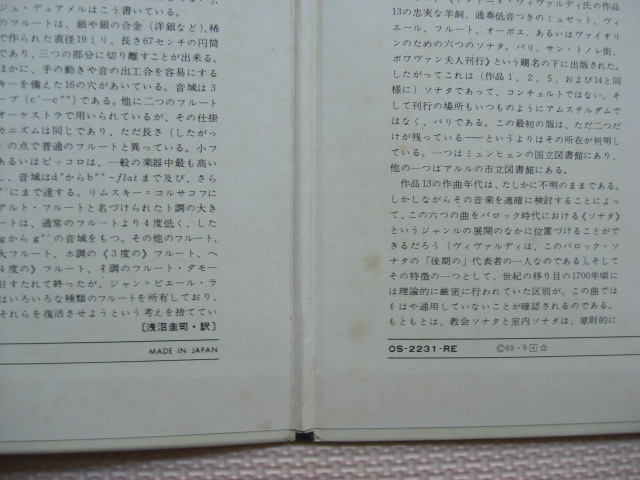 ジュ・デュアメルはこう書いている。
のフルートは、銀や銀の合金（洋銀など）、稀
で作られた直径19ミリ、長さ67センチの円筒
であり、三つの部分に切り離すことが出来る。
ほかに、手の動きや音の出工合を容易にする
キーを備えた16の穴があいている。音域は3
ーブ（c'―c""）である。他に二つのフルート
オーケストラで用いられているが、その仕掛
カニズムは同じであり、ただ長さ（したがっ
）の点で普通のフルートと異っている。小フ
あるいはピッコロは、一般の楽器中最も高い
し、音域はd"からb""-flatまで及び、さら
にまで達する。リムスキー＝コルサコフに
アルト・フルートと名づけられたト調の大き
ートは、通常のフルートより4度低く、した
gからg"'の音域をもつ。その他のフルート、
大フルート、ホ調の《3度の》フルート、ヘ
4度の》フルート、イ調のフルート・ダモー
日すたれて終ったが、ジャン＝ピエール・ラ
はいろいろな種類のフルートを所有しており、
それらを復活させようという考えを捨ててい
〔浅沼圭司・訳〕
MADE IN JAPAN
ヴィヴァルディ氏の作品
13の忠実な羊飼、通奏低音つきのミュゼット、ヴィ
エール、フルート、オーボエ、あるいはヴァイオリ
ンのための六つのソナタ。パリ、サン・トノレ街、
ボワヴァン夫人刊行》という題名の下に出版された。
したがってこれは（作品1、2、5、および14と同
様に）ソナタであって、コンチェルトではない。そ
して刊行の場所もいつものようにアムステルダムで
はなく、パリである。この最初の版は、ただ二つだ
けが残っている――というよりはその所在が判明し
ている。一つはミュンヒェンの国立図書館にあり、
他の一つはアルルの市立図書館にある。
作品13の作曲年代は、たしかに不明のままである。
しかしながらその音楽を適確に検討することによっ
て、この六つの曲をバロック時代における《ソナタ》
というジャンルの展開のなかに位置づけることがで
きるだろう（ヴィヴァルディは、このバロック・ソ
ナタの「後期の」代表者の一人なのである）。そして
その特徴の一つとして、世紀の移り目の1700年頃に
は理論的に厳密に行われていた区別が、この曲では
もはや通用していないことが確認されるのである。
もともとは、教会ソナタと室内ソナタは、原則的に
OS-2231-RE ©69・9 ☆